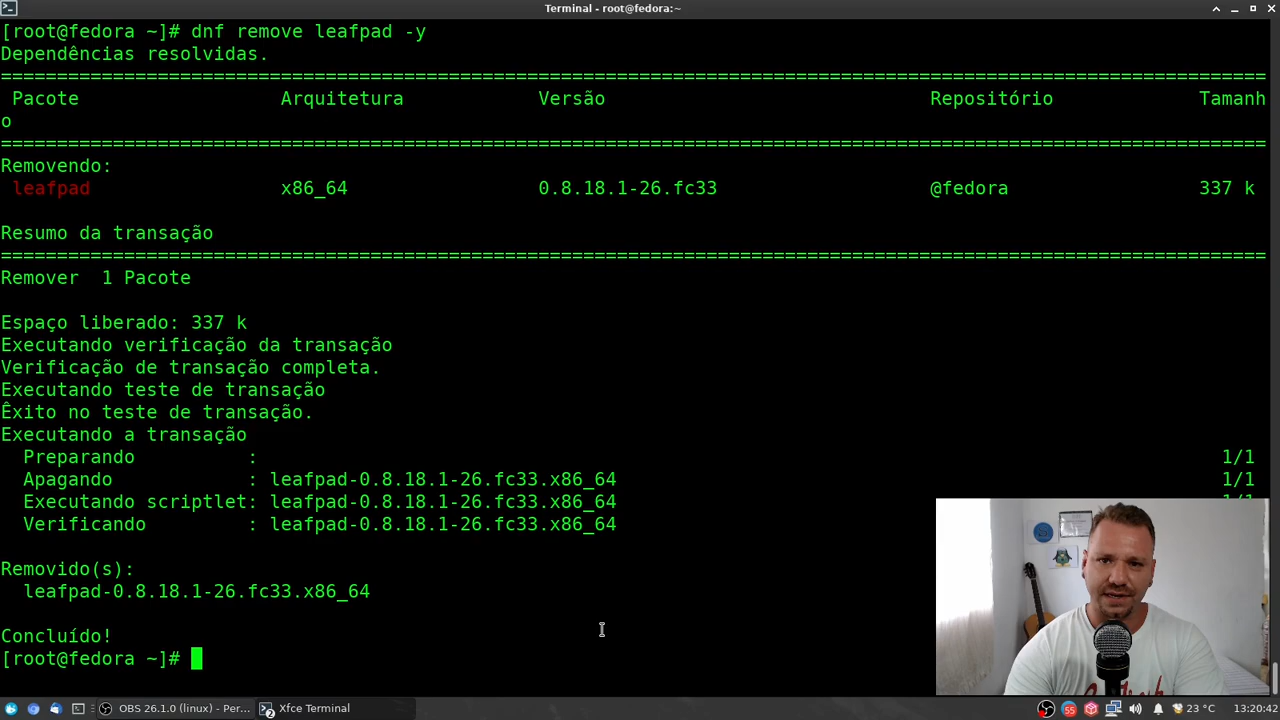 Terminal - root@fedora:~
[root@fedora ~]# dnf remove leafpad -y
Dependências resolvidas.
================================================================================
Pacote Arquitetura Versão Repositório Tamanh
o
================================================================================
Removendo:
leafpad x86_64 0.8.18.1-26.fc33 @fedora 337 k
Resumo da transação
================================================================================
Remover 1 Pacote
Espaço liberado: 337 k
Executando verificação da transação
Verificação de transação completa.
Executando teste de transação
Êxito no teste de transação.
Executando a transação
Preparando : 1/1
Apagando : leafpad-0.8.18.1-26.fc33.x86_64 1/1
Executando scriptlet: leafpad-0.8.18.1-26.fc33.x86_64 1/1
Verificando : leafpad-0.8.18.1-26.fc33.x86_64
Removido(s):
leafpad-0.8.18.1-26.fc33.x86_64
Concluído!
[root@fedora ~]#
OBS 26.1.0 (linux) - Per... 2 Xfce Terminal 55 23 °C 13:20:42